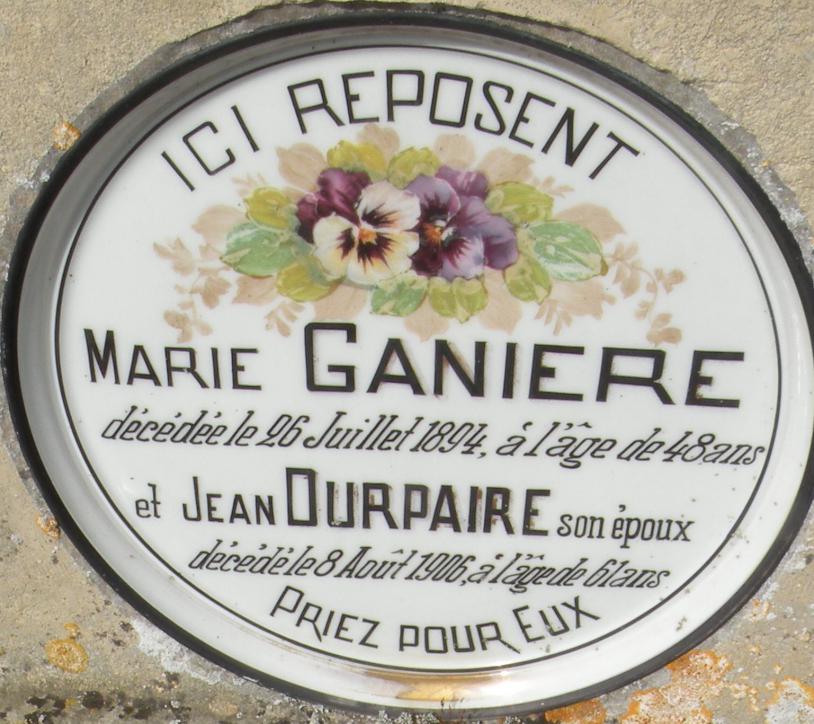 ICI REPOSENT
MARIE GANIERE
décédée le 26 Juillet 1894, á l'âge de 48 ans
et JEAN DURPAIRE son époux
décédé le 8 Août 1906, á l'âge de 61 ans
PRIEZ POUR EUX